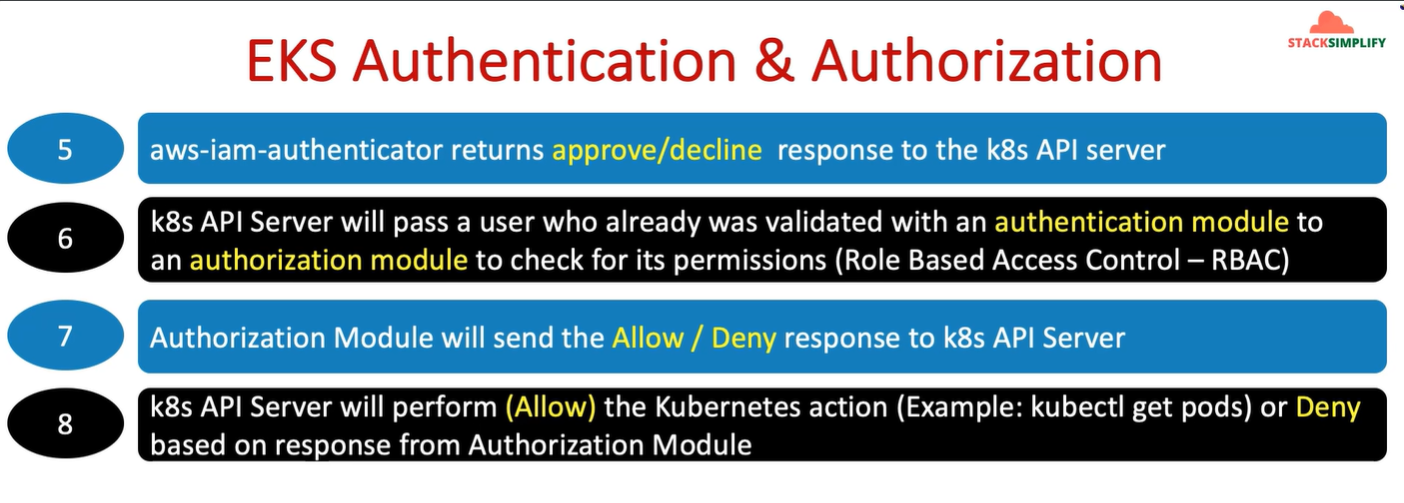 STACKSIMPLIFY
EKS Authentication & Authorization
5
aws-iam-authenticator returns approve/decline response to the k8s API server
6
k8s API Server will pass a user who already was validated with an authentication module to
an authorization module to check for its permissions (Role Based Access Control – RBAC)
7
Authorization Module will send the Allow / Deny response to k8s API Server
8
k8s API Server will perform (Allow) the Kubernetes action (Example: kubectl get pods) or Deny
based on response from Authorization Module